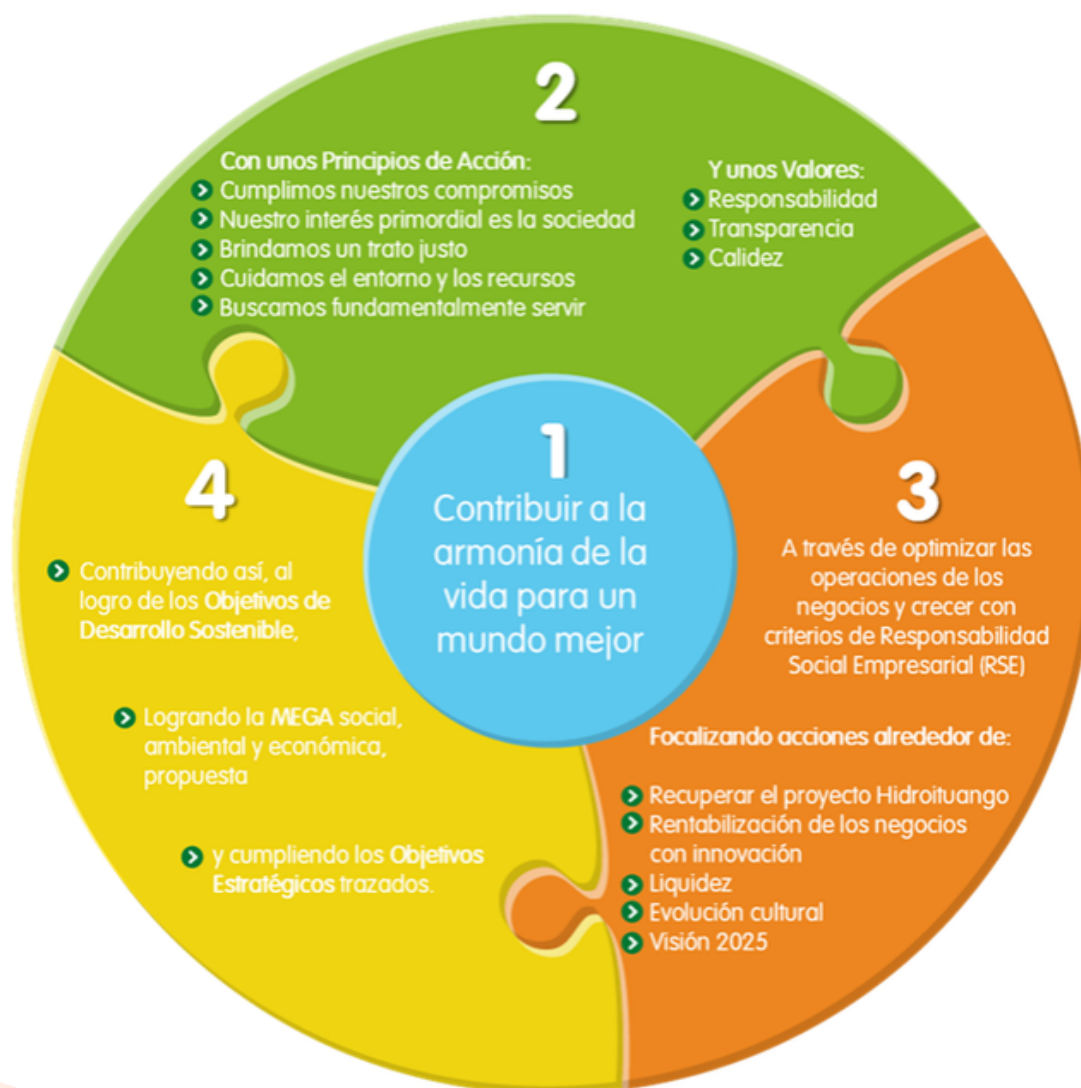 2
Con unos Principios de Acción:
Cumplimos nuestros compromisos
Nuestro interés primordial es la sociedad
Brindamos un trato justo
Cuidamos el entorno y los recursos
Buscamos fundamentalmente servir
Y unos Valores:
Responsabilidad
Transparencia
Calidez
1
Contribuir a la
armonía de la
vida para un
mundo mejor
3
A través de optimizar las
operaciones de los
negocios y crecer con
criterios de Responsabilidad
Social Empresarial (RSE)
Focalizando acciones alrededor de:
Recuperar el proyecto Hidroituango
Rentabilización de los negocios
con innovación
Liquidez
Evolución cultural
Visión 2025
4
Contribuyendo así, al
logro de los Objetivos de
Desarrollo Sostenible,
Logrando la MEGA social,
ambiental y económica,
propuesta
y cumpliendo los Objetivos
Estratégicos trazados.